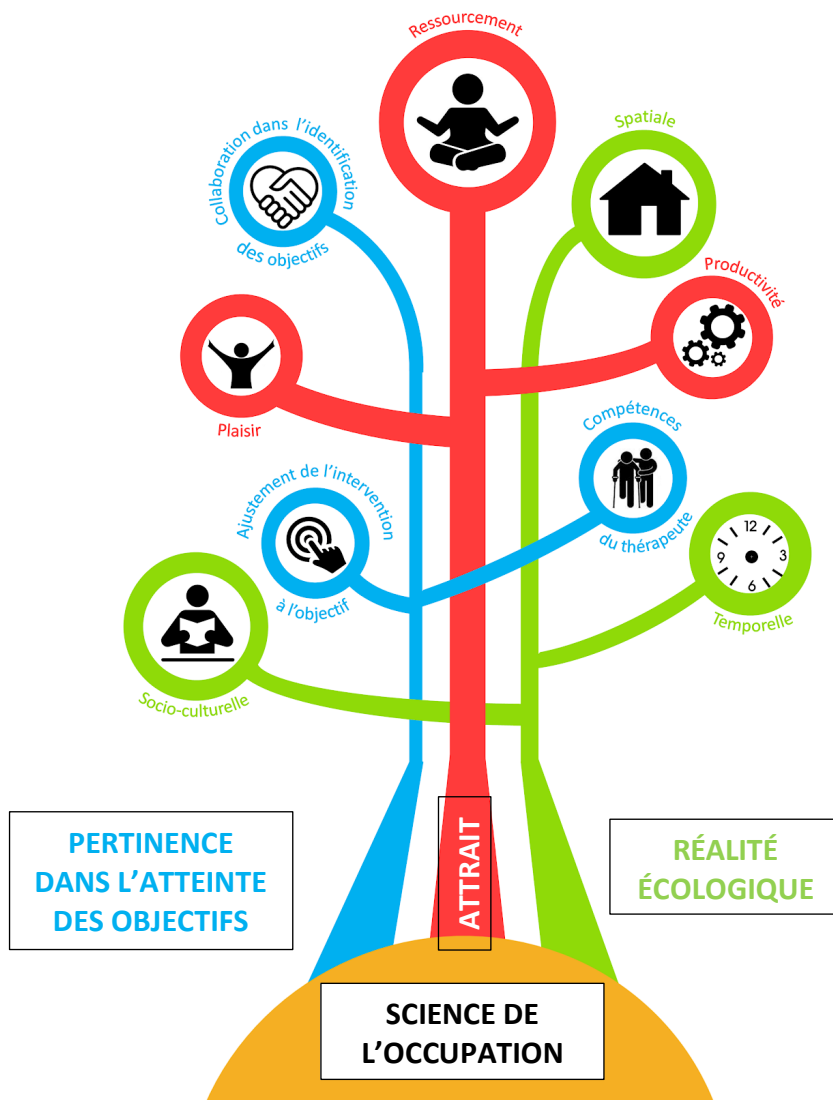 Ressourcement
Spatiale
Collaboration dans l'identification
des objectifs
Productivité
Plaisir
Compétences
du thérapeute
Ajustement de l'intervention
à l'objectif
12
3
6
9
Temporelle
Socio-culturelle
PERTINENCE
DANS L'ATTEINTE
DES OBJECTIFS
ATTRAIT
RÉALITÉ
ÉCOLOGIQUE
SCIENCE DE
L'OCCUPATION